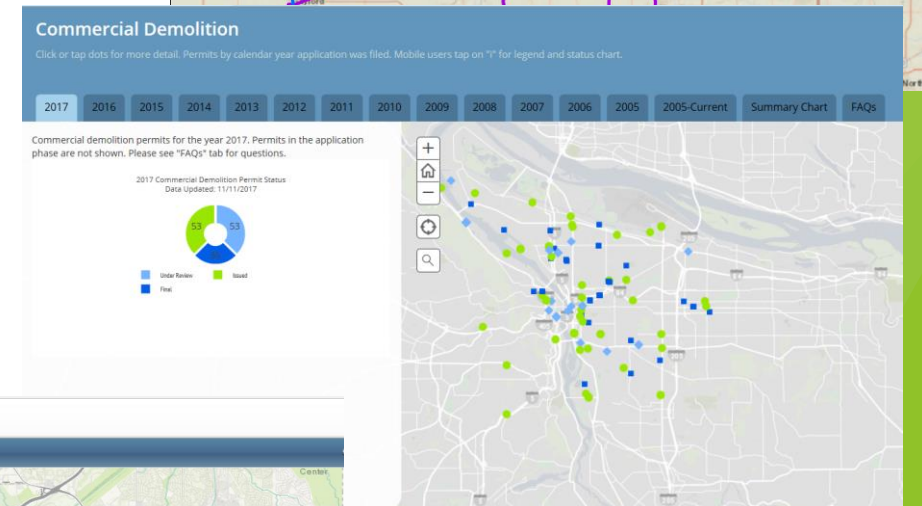 Commercial Demolition
Click or tap dots for more detail. Permits by calendar year application was filed. Mobile users tap on "i" for legend and status chart.
2017 2016 2015 2014 2013 2012 2011 2010 2009 2008 2007 2006 2005 2005-Current Summary Chart FAQs
Commercial demolition permits for the year 2017. Permits in the application
phase are not shown. Please see "FAQs" tab for questions.
2017 Commercial Demolition Permit Status
Data Updated: 11/11/2017
53 53
Under Review Issued
Final
Center